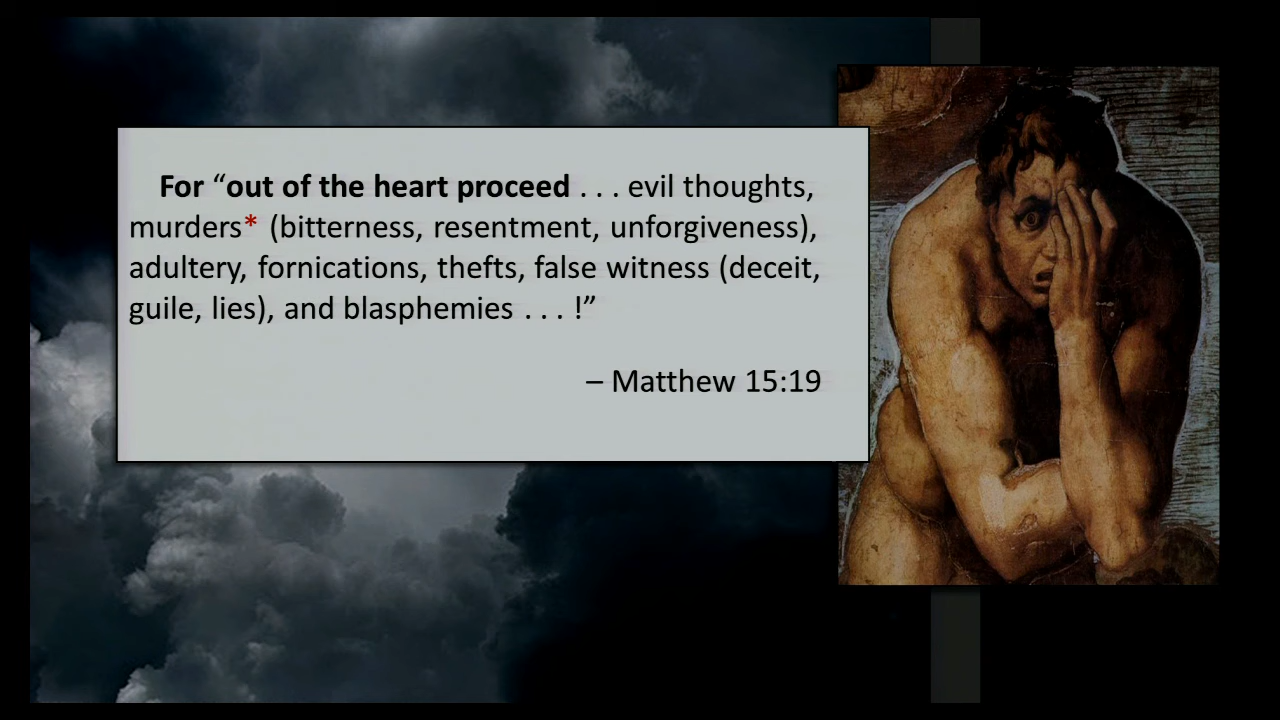 For “out of the heart proceed . . . evil thoughts,
murders* (bitterness, resentment, unforgiveness),
adultery, fornications, thefts, false witness (deceit,
guile, lies), and blasphemies . . . !”
– Matthew 15:19